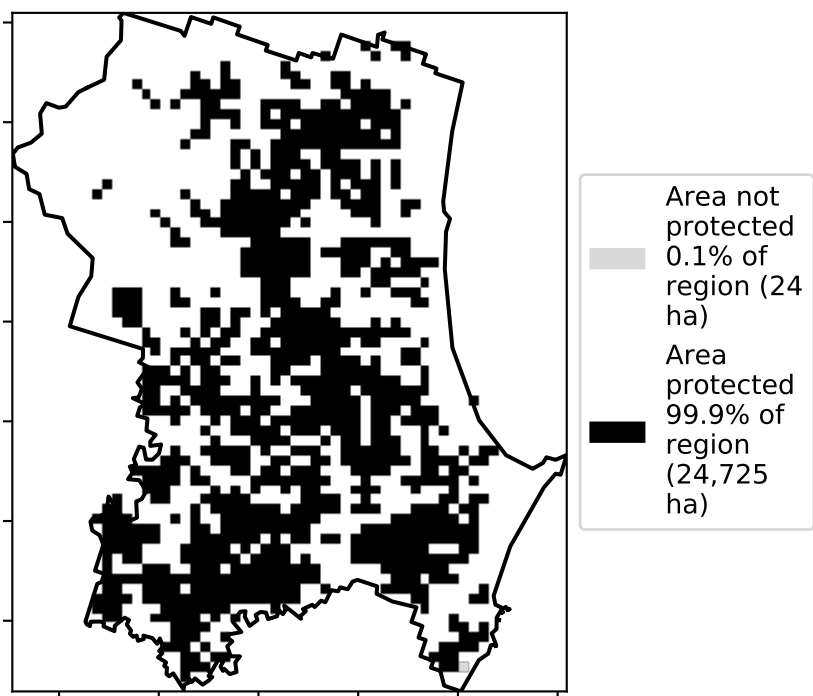 Area not
protected
0.1% of
region (24
ha)
Area
protected
99.9% of
region
(24,725
ha)